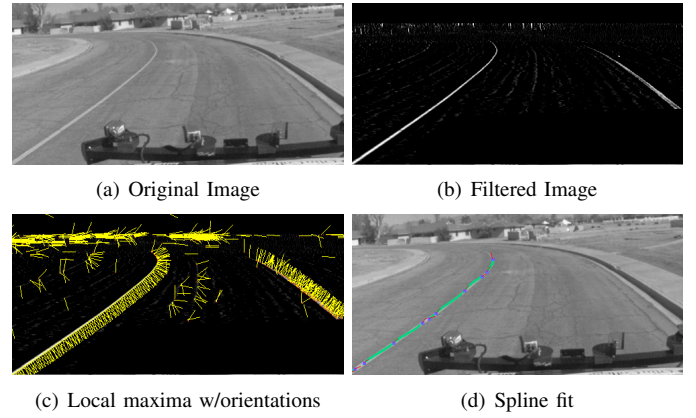 (a) Original Image
(b) Filtered Image
(c) Local maxima w/orientations
(d) Spline fit